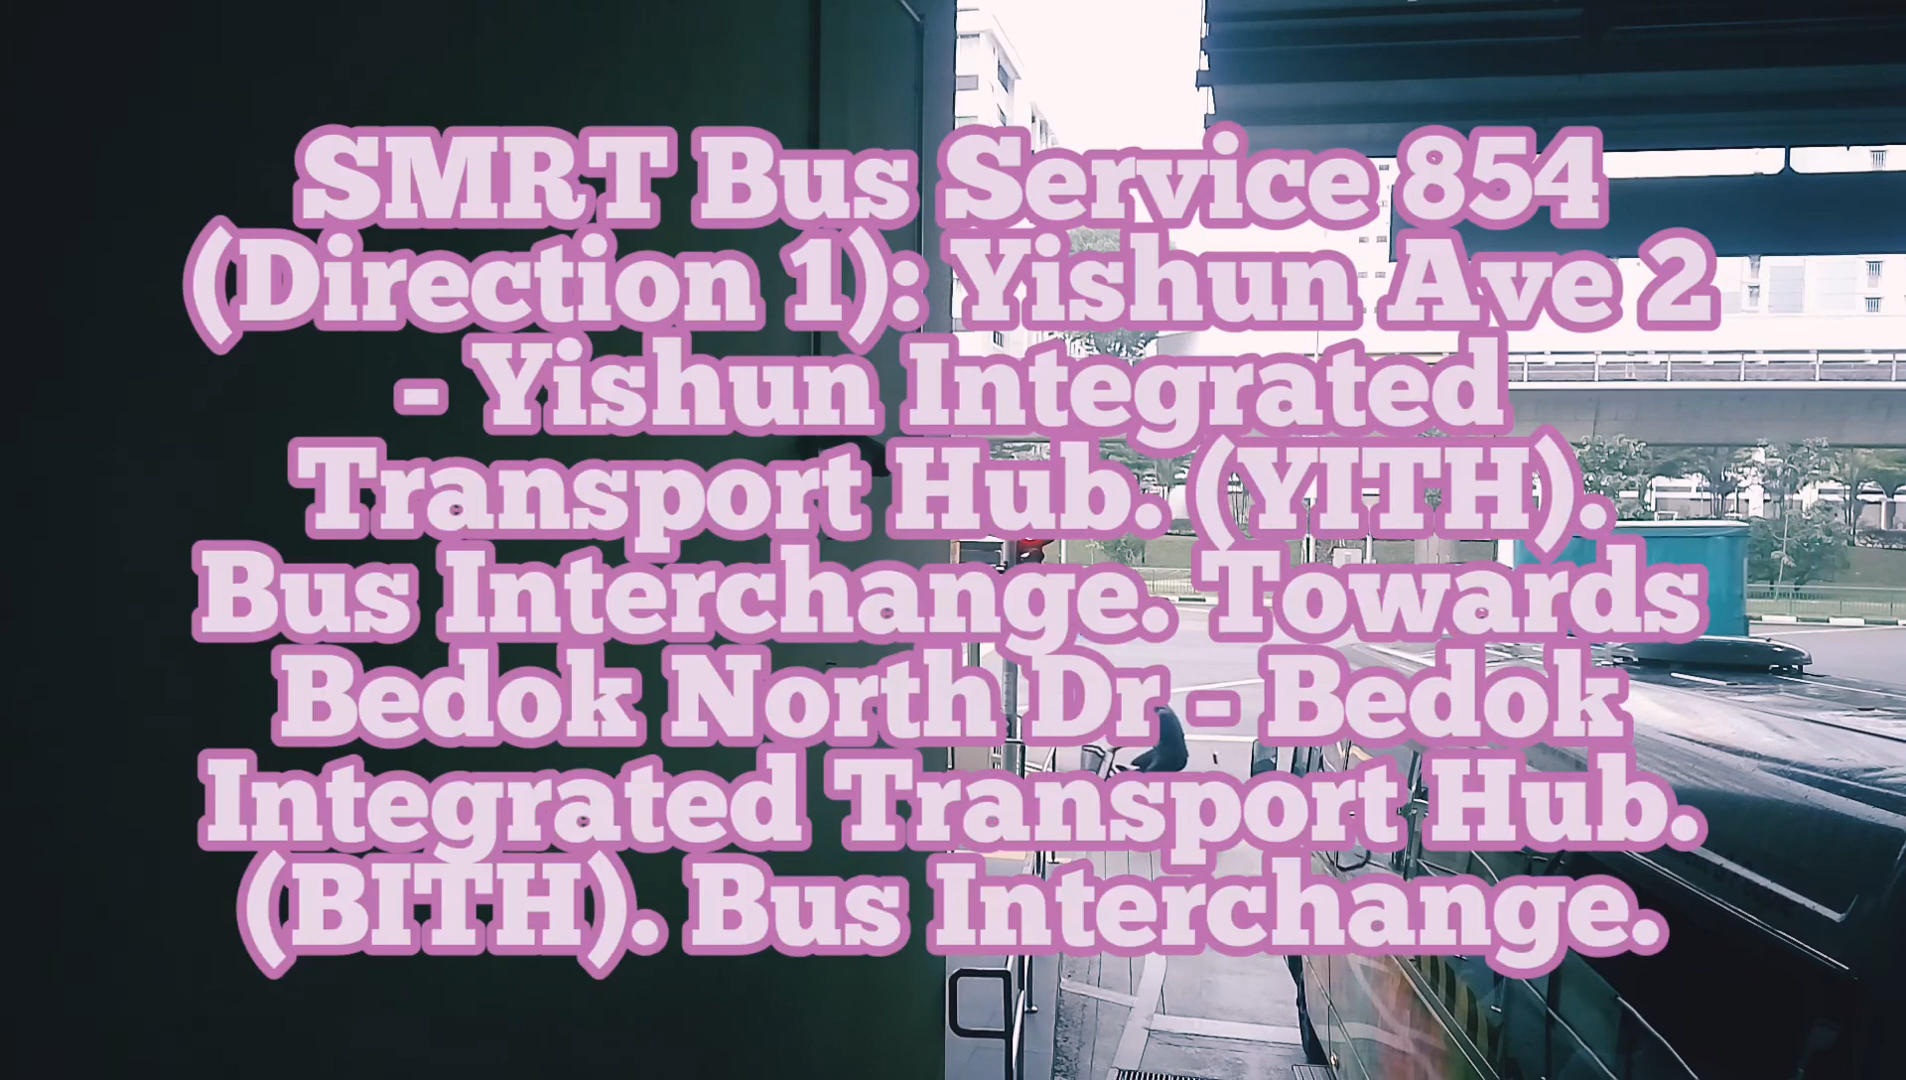 SMRT Bus Service 854
(Direction 1): Yishun Ave 2
- Yishun Integrated
Transport Hub. (YITH).
Bus Interchange. Towards
Bedok North Dr - Bedok
Integrated Transport Hub.
(BITH). Bus Interchange.